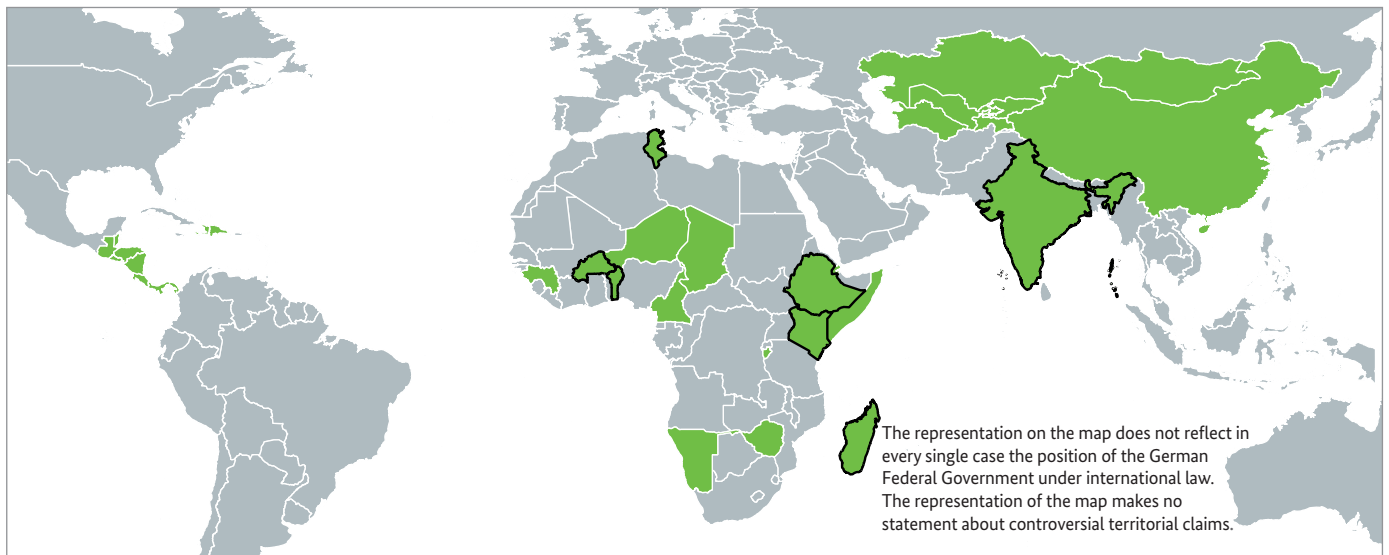 The representation on the map does not reflect in
every single case the position of the German
Federal Government under international law.
The representation of the map makes no
statement about controversial territorial claims.